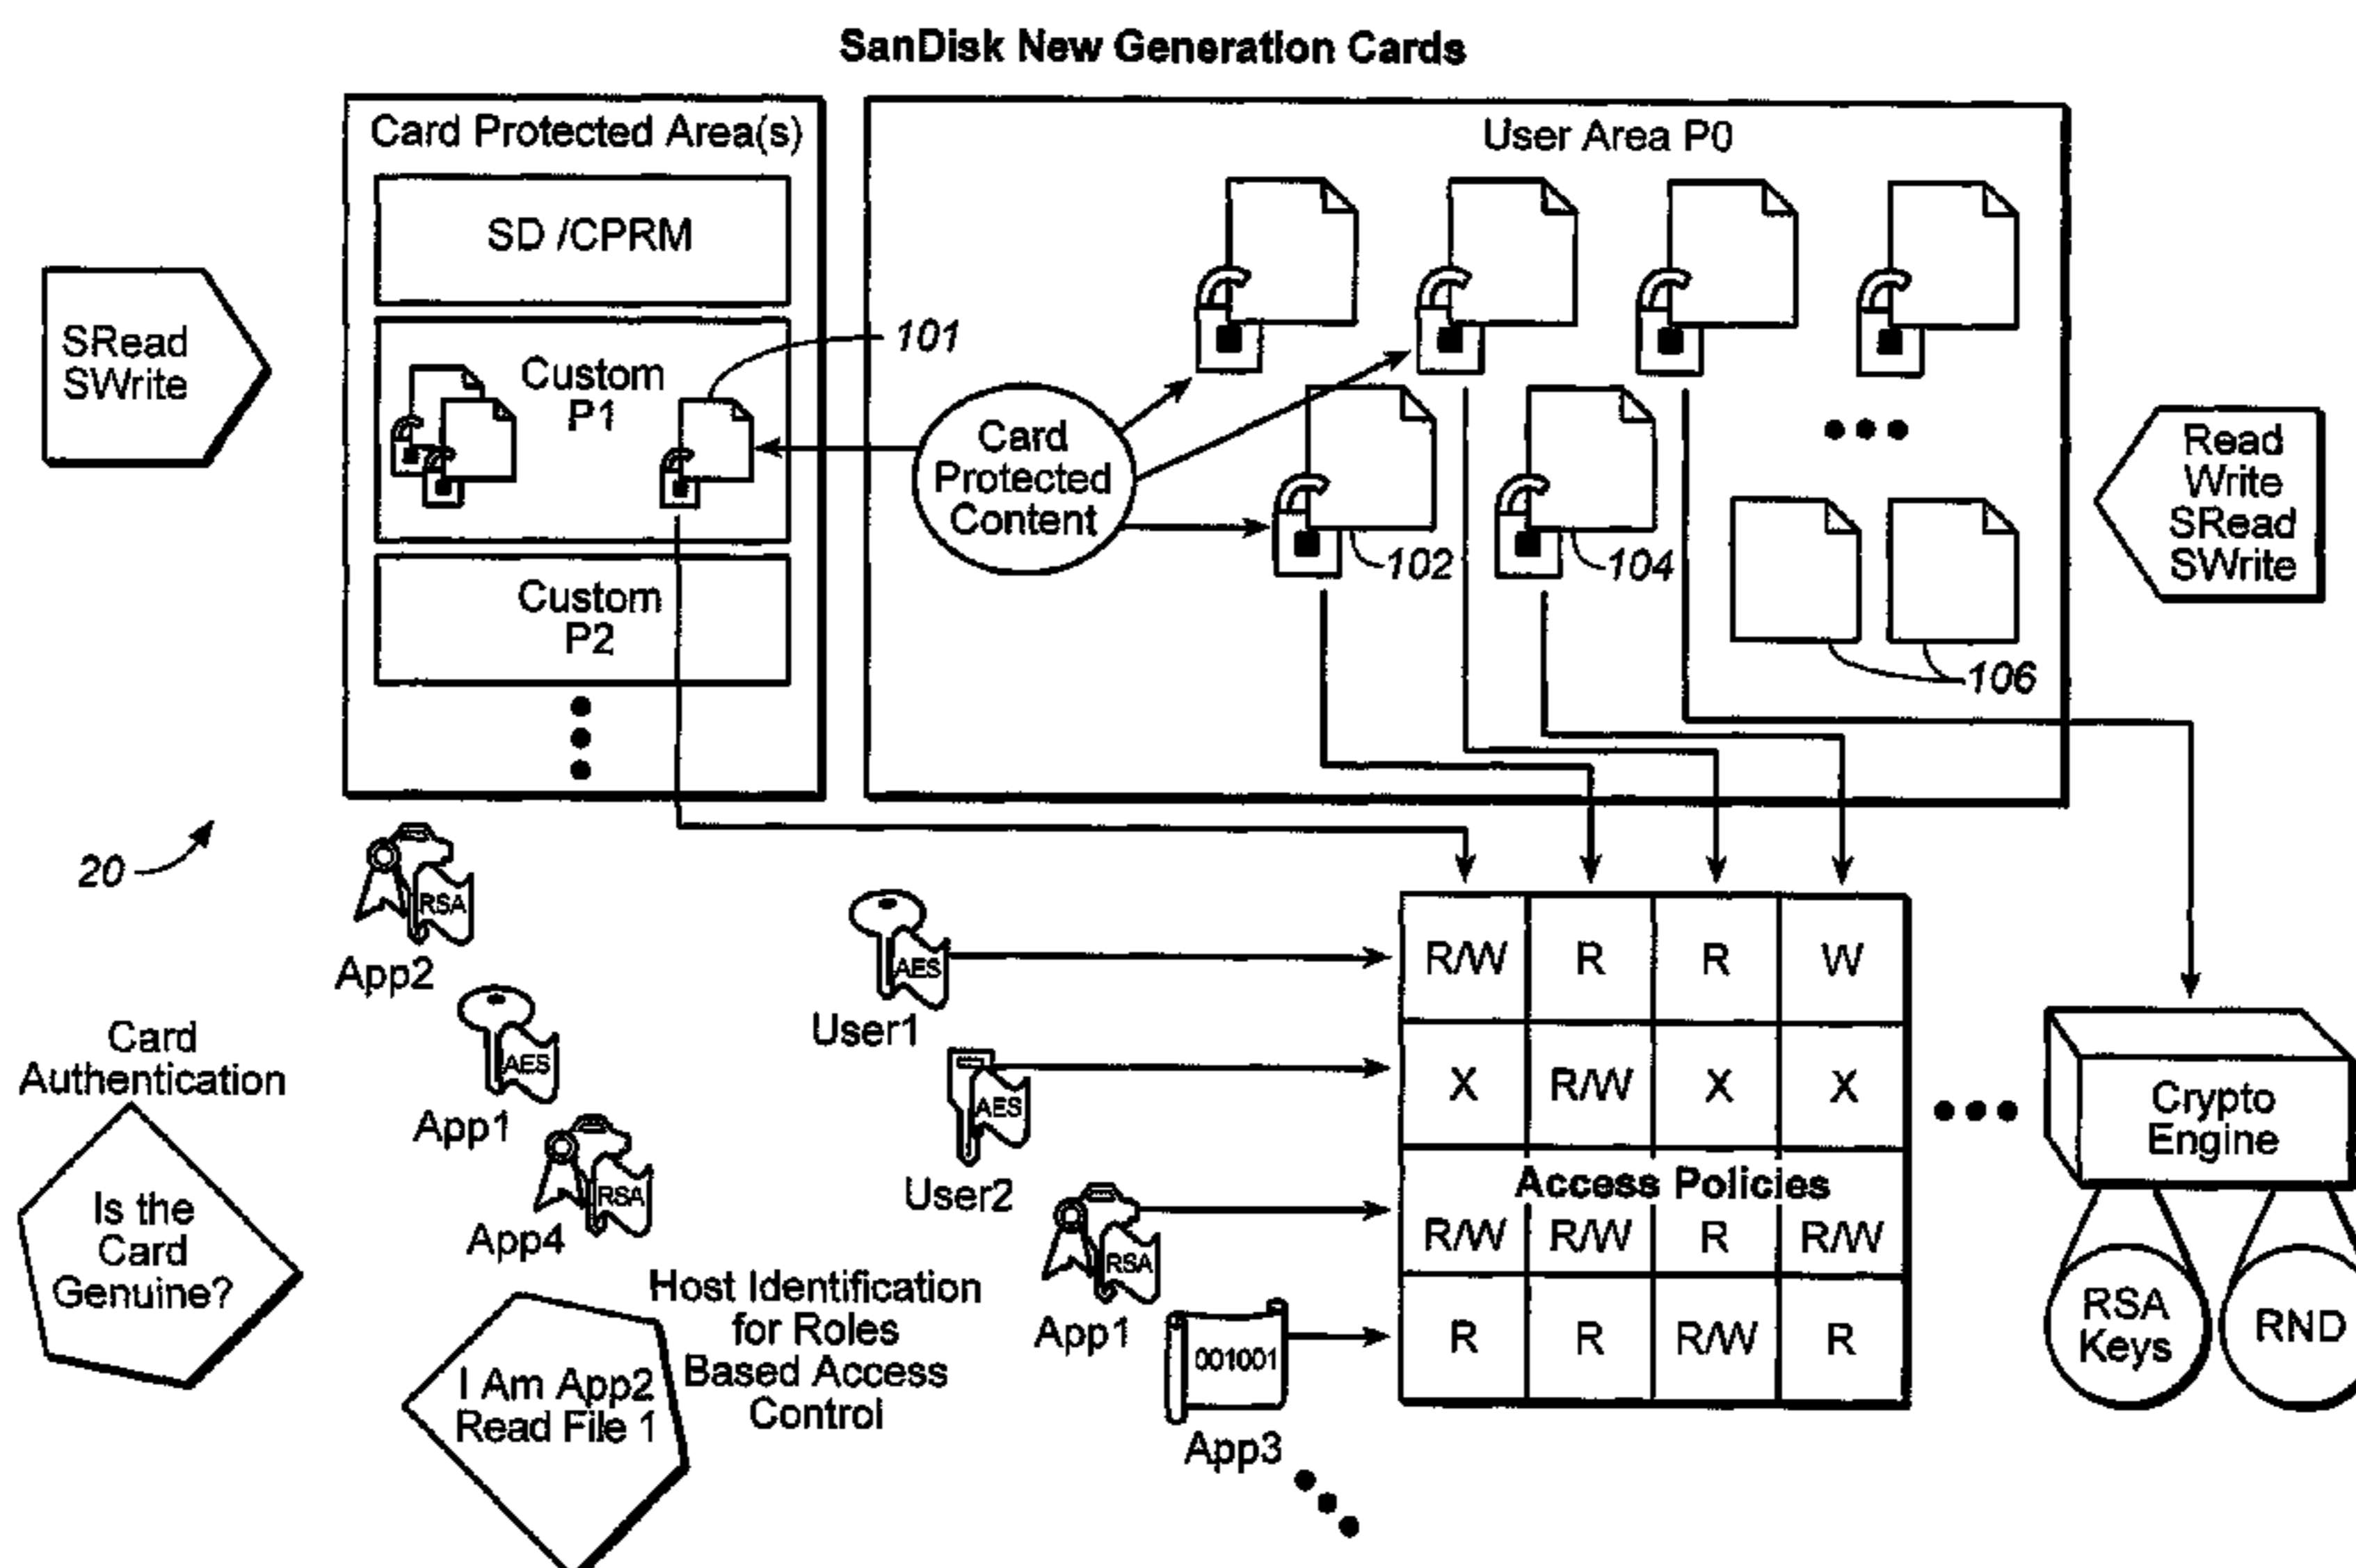 SanDisk New Generation Cards
Card Protected Area(s)
SD /CPRM
Custom
P1
Custom
P2
SRead
SWrite
101
User Area P0
Card
Protected
Content
102
104
106
Read
Write
SRead
SWrite
20
RSA
App2
AES
App1
RSA
App4
Card
Authentication
Is the
Card
Genuine?
Host Identification
for Roles
Based Access
Control
I Am App2
Read File 1
AES
User1
AES
User2
RSA
App1
001001
App3
R/W R R W
X R/W X X
Access Policies
R/W R/W R R/W
R R R/W R
Crypto
Engine
RSA
Keys
RND